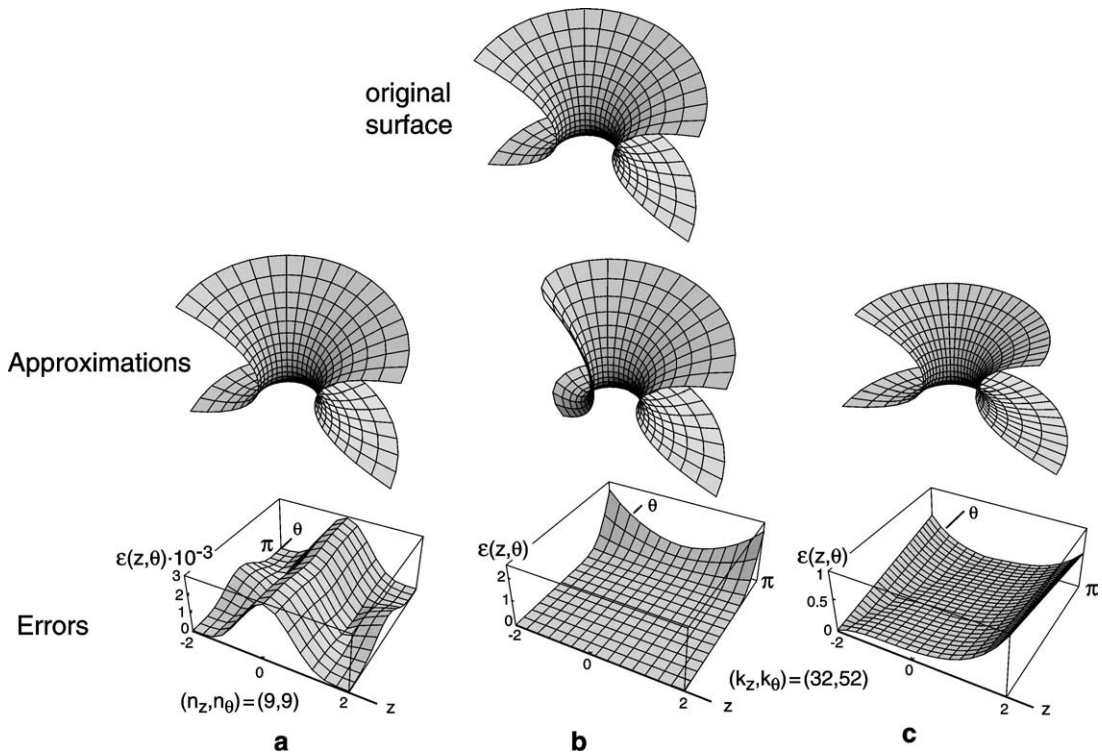 original
surface
Approximations
Errors
ε(z,θ)·10⁻³
3
2
1
0
-2
0
2
z
π
θ
(n_z,n_θ)=(9,9)
a
ε(z,θ)
2
1
0
-2
0
2
z
π
θ
b
(k_z,k_θ)=(32,52)
ε(z,θ)
1
0.5
0
-2
0
2
z
π
θ
c